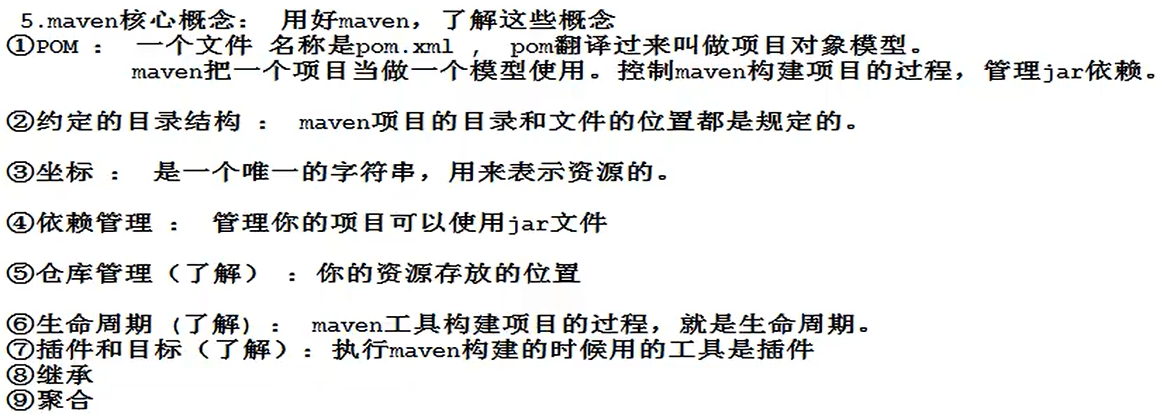 5.maven核心概念： 用好maven，了解这些概念
①POM ： 一个文件 名称是pom.xml ， pom翻译过来叫做项目对象模型。
maven把一个项目当做一个模型使用。控制maven构建项目的过程，管理jar依赖。
②约定的目录结构 ： maven项目的目录和文件的位置都是规定的。
③坐标 ： 是一个唯一的字符串，用来表示资源的。
④依赖管理 ： 管理你的项目可以使用jar文件
⑤仓库管理（了解） ：你的资源存放的位置
⑥生命周期 (了解) ： maven工具构建项目的过程，就是生命周期。
⑦插件和目标（了解）：执行maven构建的时候用的工具是插件
⑧继承
⑨聚合